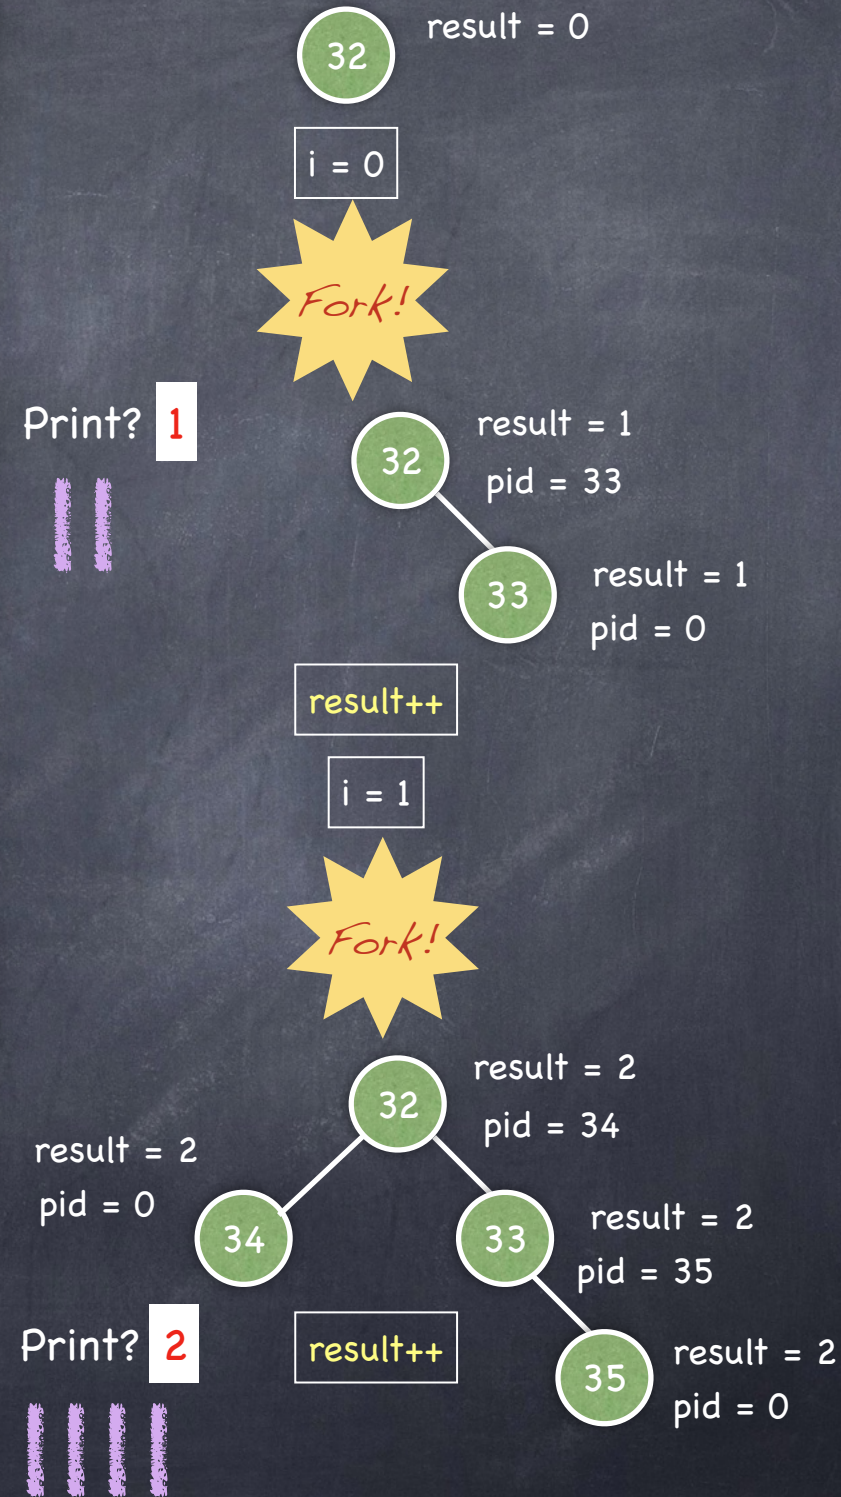 32
result = 0
i = 0
Fork!
Print? 1
32
result = 1
pid = 33
33
result = 1
pid = 0
result++
i = 1
Fork!
32
result = 2
pid = 34
result = 2
pid = 0
34
33
result = 2
pid = 35
Print? 2
result++
35
result = 2
pid = 0